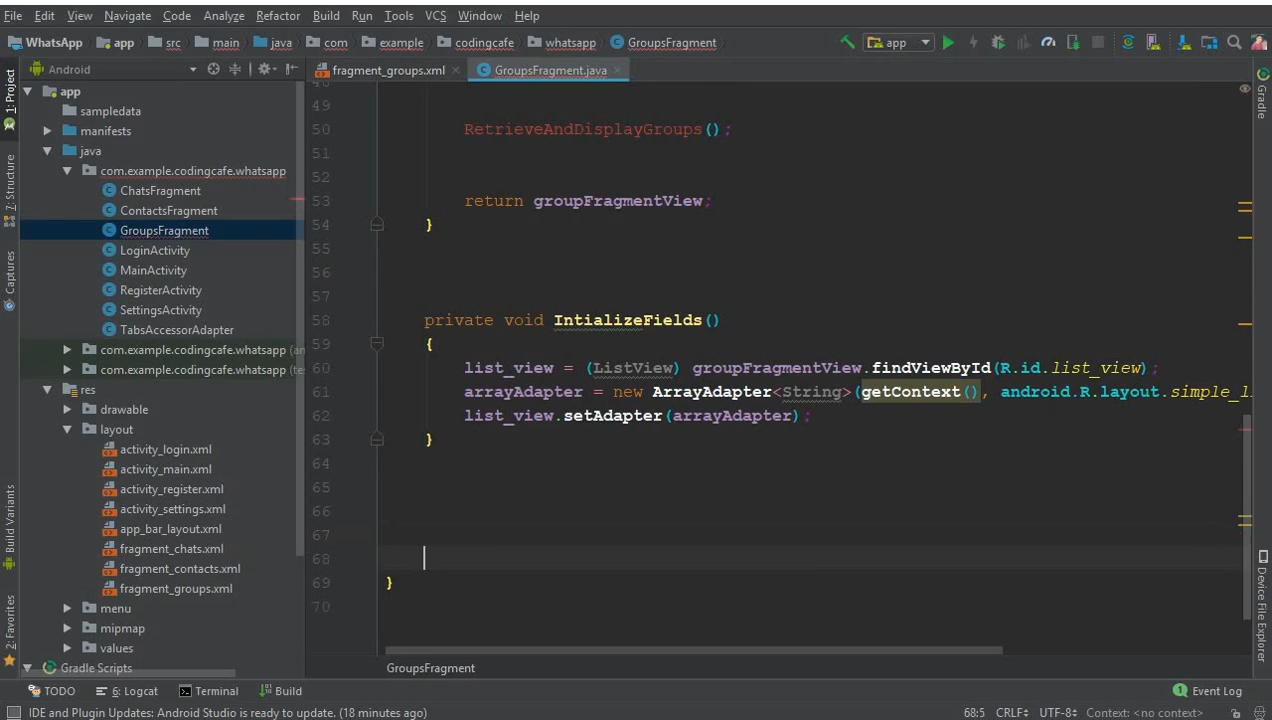 File Edit View Navigate Code Analyze Refactor Build Run Tools VCS Window Help
WhatsApp app src main java com example codingcafe whatsapp GroupsFragment app
Android fragment_groups.xml GroupsFragment.java
1: Project
7: Structure
Captures
Build Variants
2: Favorites
app
sampledata
manifests
java
com.example.codingcafe.whatsapp
ChatsFragment
ContactsFragment
GroupsFragment
LoginActivity
MainActivity
RegisterActivity
SettingsActivity
TabsAccessorAdapter
com.example.codingcafe.whatsapp (an
com.example.codingcafe.whatsapp (te
res
drawable
layout
activity_login.xml
activity_main.xml
activity_register.xml
activity_settings.xml
app_bar_layout.xml
fragment_chats.xml
fragment_contacts.xml
fragment_groups.xml
menu
mipmap
values
Gradle Scripts
48
49
50 RetrieveAndDisplayGroups();
51
52
53 return groupFragmentView;
54 }
55
56
57
58 private void IntializeFields()
59 {
60 list_view = (ListView) groupFragmentView.findViewById(R.id.list_view);
61 arrayAdapter = new ArrayAdapter<String>(getContext(), android.R.layout.simple_l
62 list_view.setAdapter(arrayAdapter);
63 }
64
65
66
67
68
69 }
70
GroupsFragment
Gradle
Device File Explorer
TODO 6: Logcat Terminal Build Event Log
IDE and Plugin Updates: Android Studio is ready to update. (18 minutes ago) 68:5 CRLF UTF-8 Context: <no context>